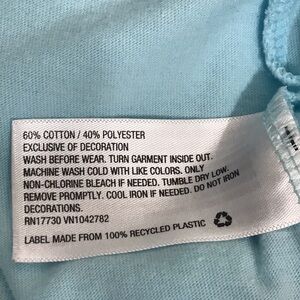 60% COTTON / 40% POLYESTER
EXCLUSIVE OF DECORATION
WASH BEFORE WEAR. TURN GARMENT INSIDE OUT.
MACHINE WASH COLD WITH LIKE COLORS. ONLY
NON-CHLORINE BLEACH IF NEEDED. TUMBLE DRY LOW.
REMOVE PROMPTLY. COOL IRON IF NEEDED. DO NOT IRON
DECORATIONS.
RN17730 VN1042782
LABEL MADE FROM 100% RECYCLED PLASTIC